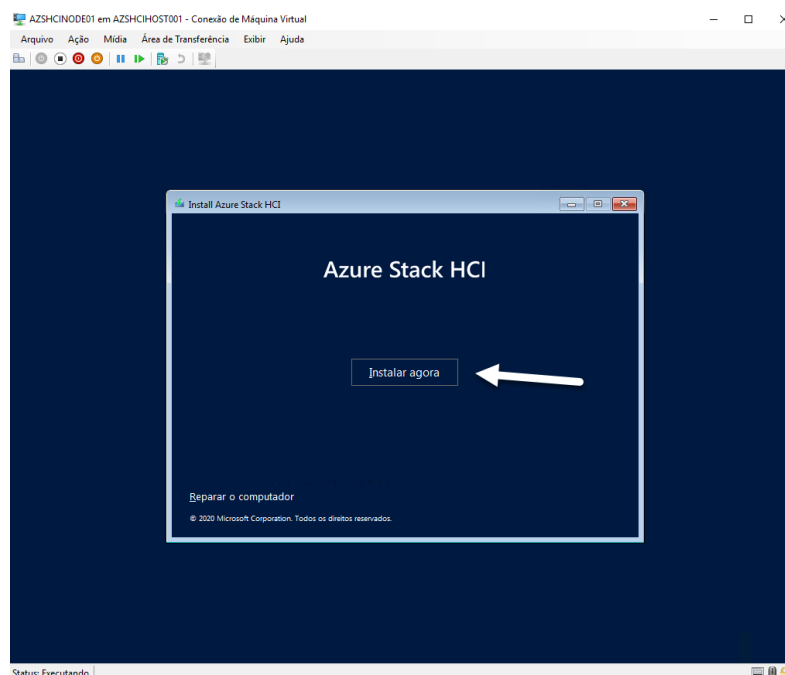 AZSHCINODE01 em AZSHCIHOST001 - Conexão de Máquina Virtual
Arquivo Ação Mídia Área de Transferência Exibir Ajuda
Install Azure Stack HCI
Azure Stack HCI
Instalar agora
Reparar o computador
© 2020 Microsoft Corporation. Todos os direitos reservados.
Status: Executando